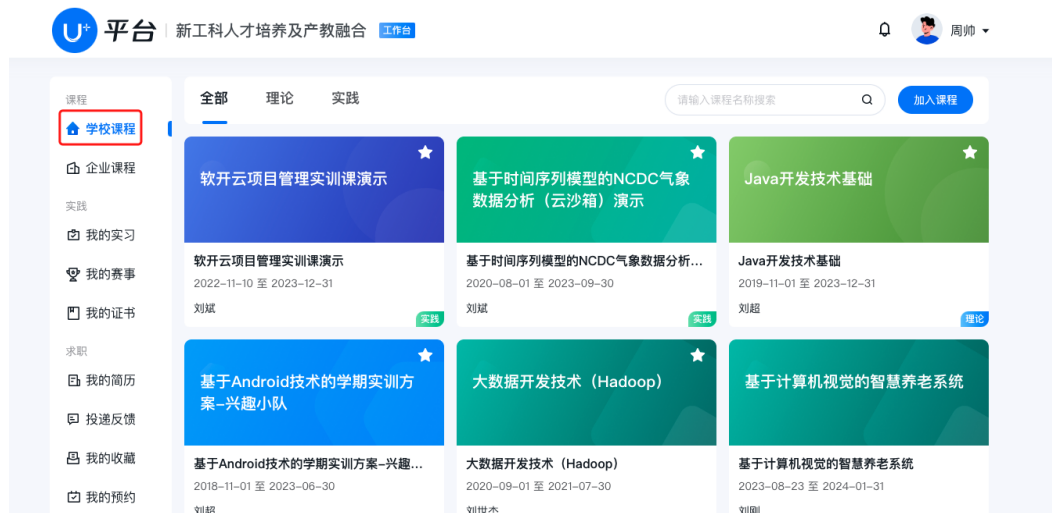 U+ 平台 新工科人才培养及产教融合 工作台
周帅
课程
学校课程
企业课程
实践
我的实习
我的赛事
我的证书
求职
我的简历
投递反馈
我的收藏
我的预约
全部 理论 实践
请输入课程名称搜索
加入课程
软开云项目管理实训课演示
软开云项目管理实训课演示
2022-11-10 至 2023-12-31
刘斌
实践
基于时间序列模型的NCDC气象
数据分析（云沙箱）演示
基于时间序列模型的NCDC气象数据分析...
2020-08-01 至 2023-09-30
刘斌
实践
Java开发技术基础
Java开发技术基础
2019-11-01 至 2023-12-31
刘超
理论
基于Android技术的学期实训方
案–兴趣小队
基于Android技术的学期实训方案–兴趣...
2018-11-01 至 2023-06-30
刘超
大数据开发技术（Hadoop）
大数据开发技术（Hadoop）
2020-09-01 至 2021-07-30
刘世杰
基于计算机视觉的智慧养老系统
基于计算机视觉的智慧养老系统
2023-08-23 至 2024-01-31
刘刚